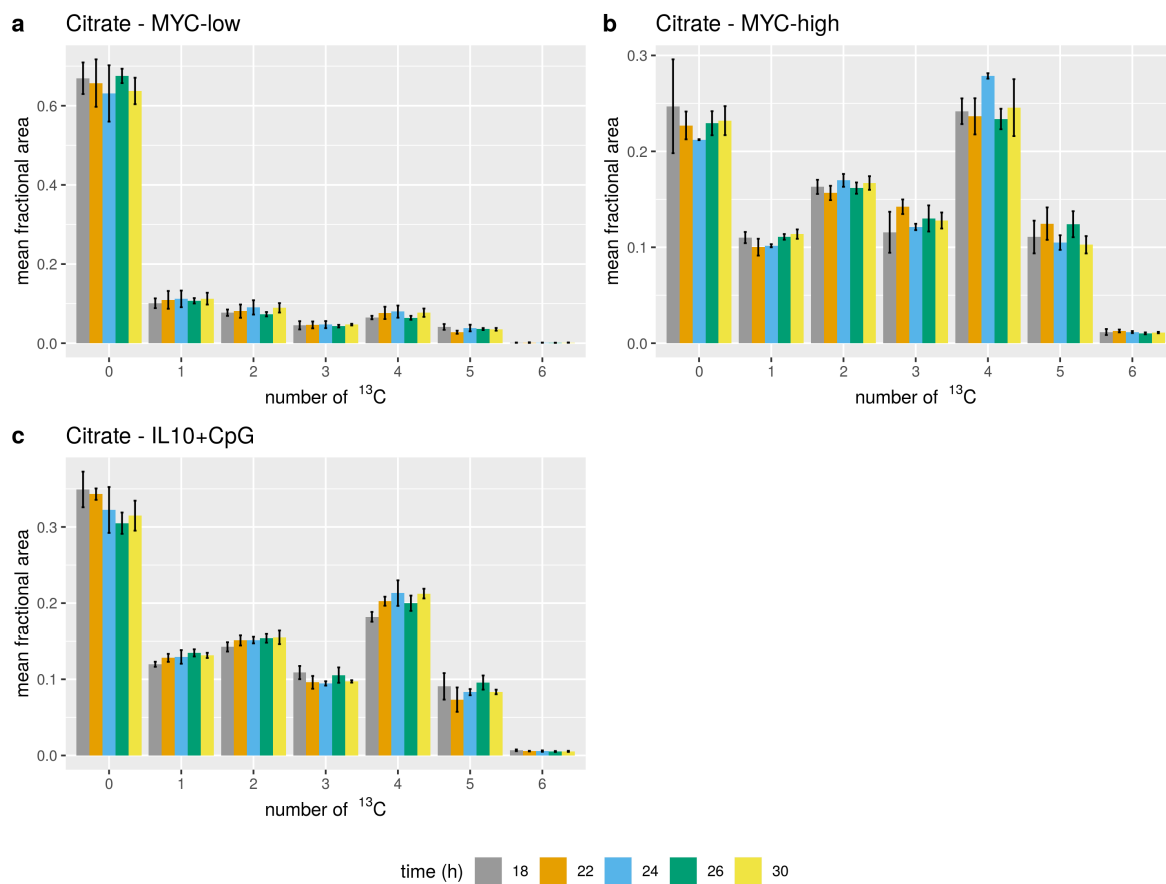 a Citrate - MYC-low
mean fractional area
0.6
0.4
0.2
0.0
0 1 2 3 4 5 6
number of ¹³C
b Citrate - MYC-high
mean fractional area
0.3
0.2
0.1
0.0
0 1 2 3 4 5 6
number of ¹³C
c Citrate - IL10+CpG
mean fractional area
0.3
0.2
0.1
0.0
0 1 2 3 4 5 6
number of ¹³C
time (h) 18 22 24 26 30